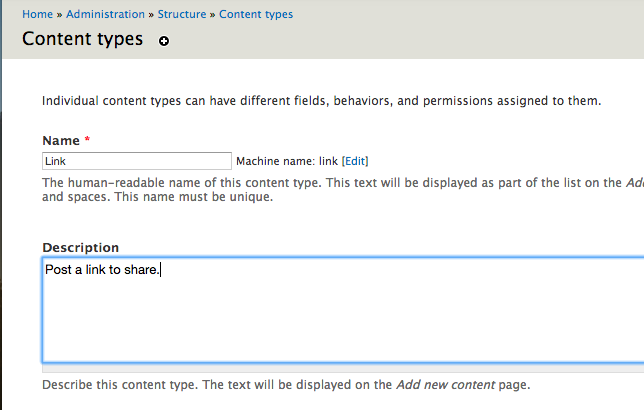 Home » Administration » Structure » Content types
Content types
Individual content types can have different fields, behaviors, and permissions assigned to them.
Name *
Link Machine name: link [Edit]
The human-readable name of this content type. This text will be displayed as part of the list on the
and spaces. This name must be unique.
Description
Post a link to share.
Describe this content type. The text will be displayed on the Add new content page.